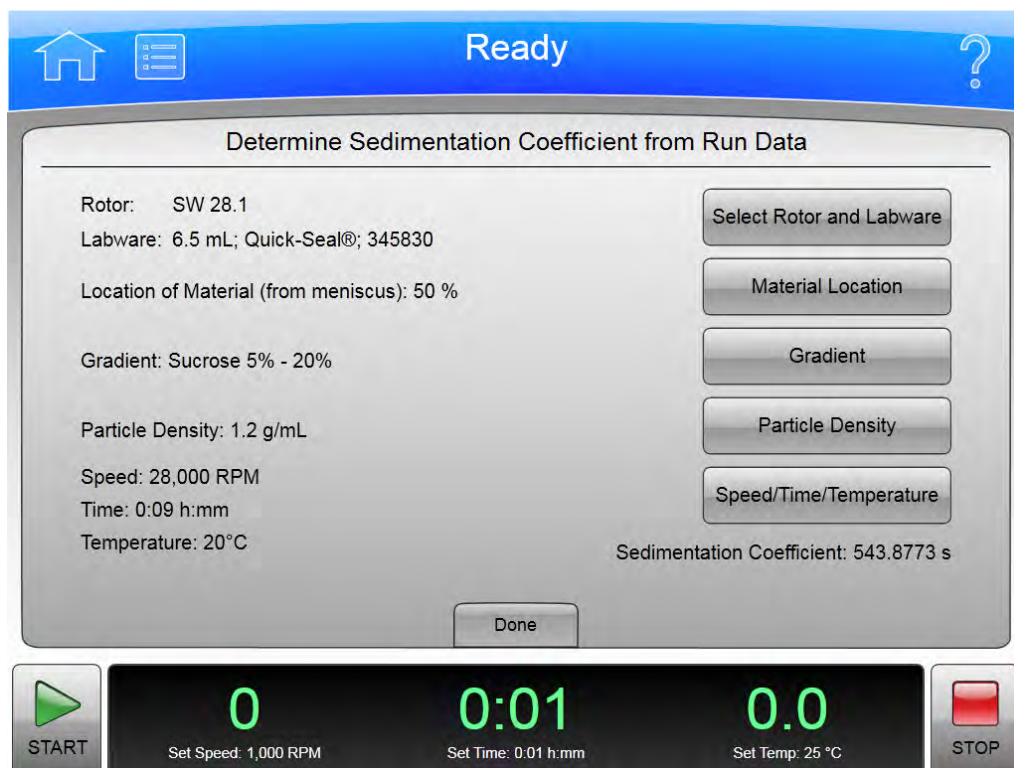 Ready
Determine Sedimentation Coefficient from Run Data
Rotor: SW 28.1
Labware: 6.5 mL; Quick-Seal®; 345830
Location of Material (from meniscus): 50 %
Gradient: Sucrose 5% - 20%
Particle Density: 1.2 g/mL
Speed: 28,000 RPM
Time: 0:09 h:mm
Temperature: 20°C
Select Rotor and Labware
Material Location
Gradient
Particle Density
Speed/Time/Temperature
Sedimentation Coefficient: 543.8773 s
Done
START
0
Set Speed: 1,000 RPM
0:01
Set Time: 0:01 h:mm
0.0
Set Temp: 25 °C
STOP